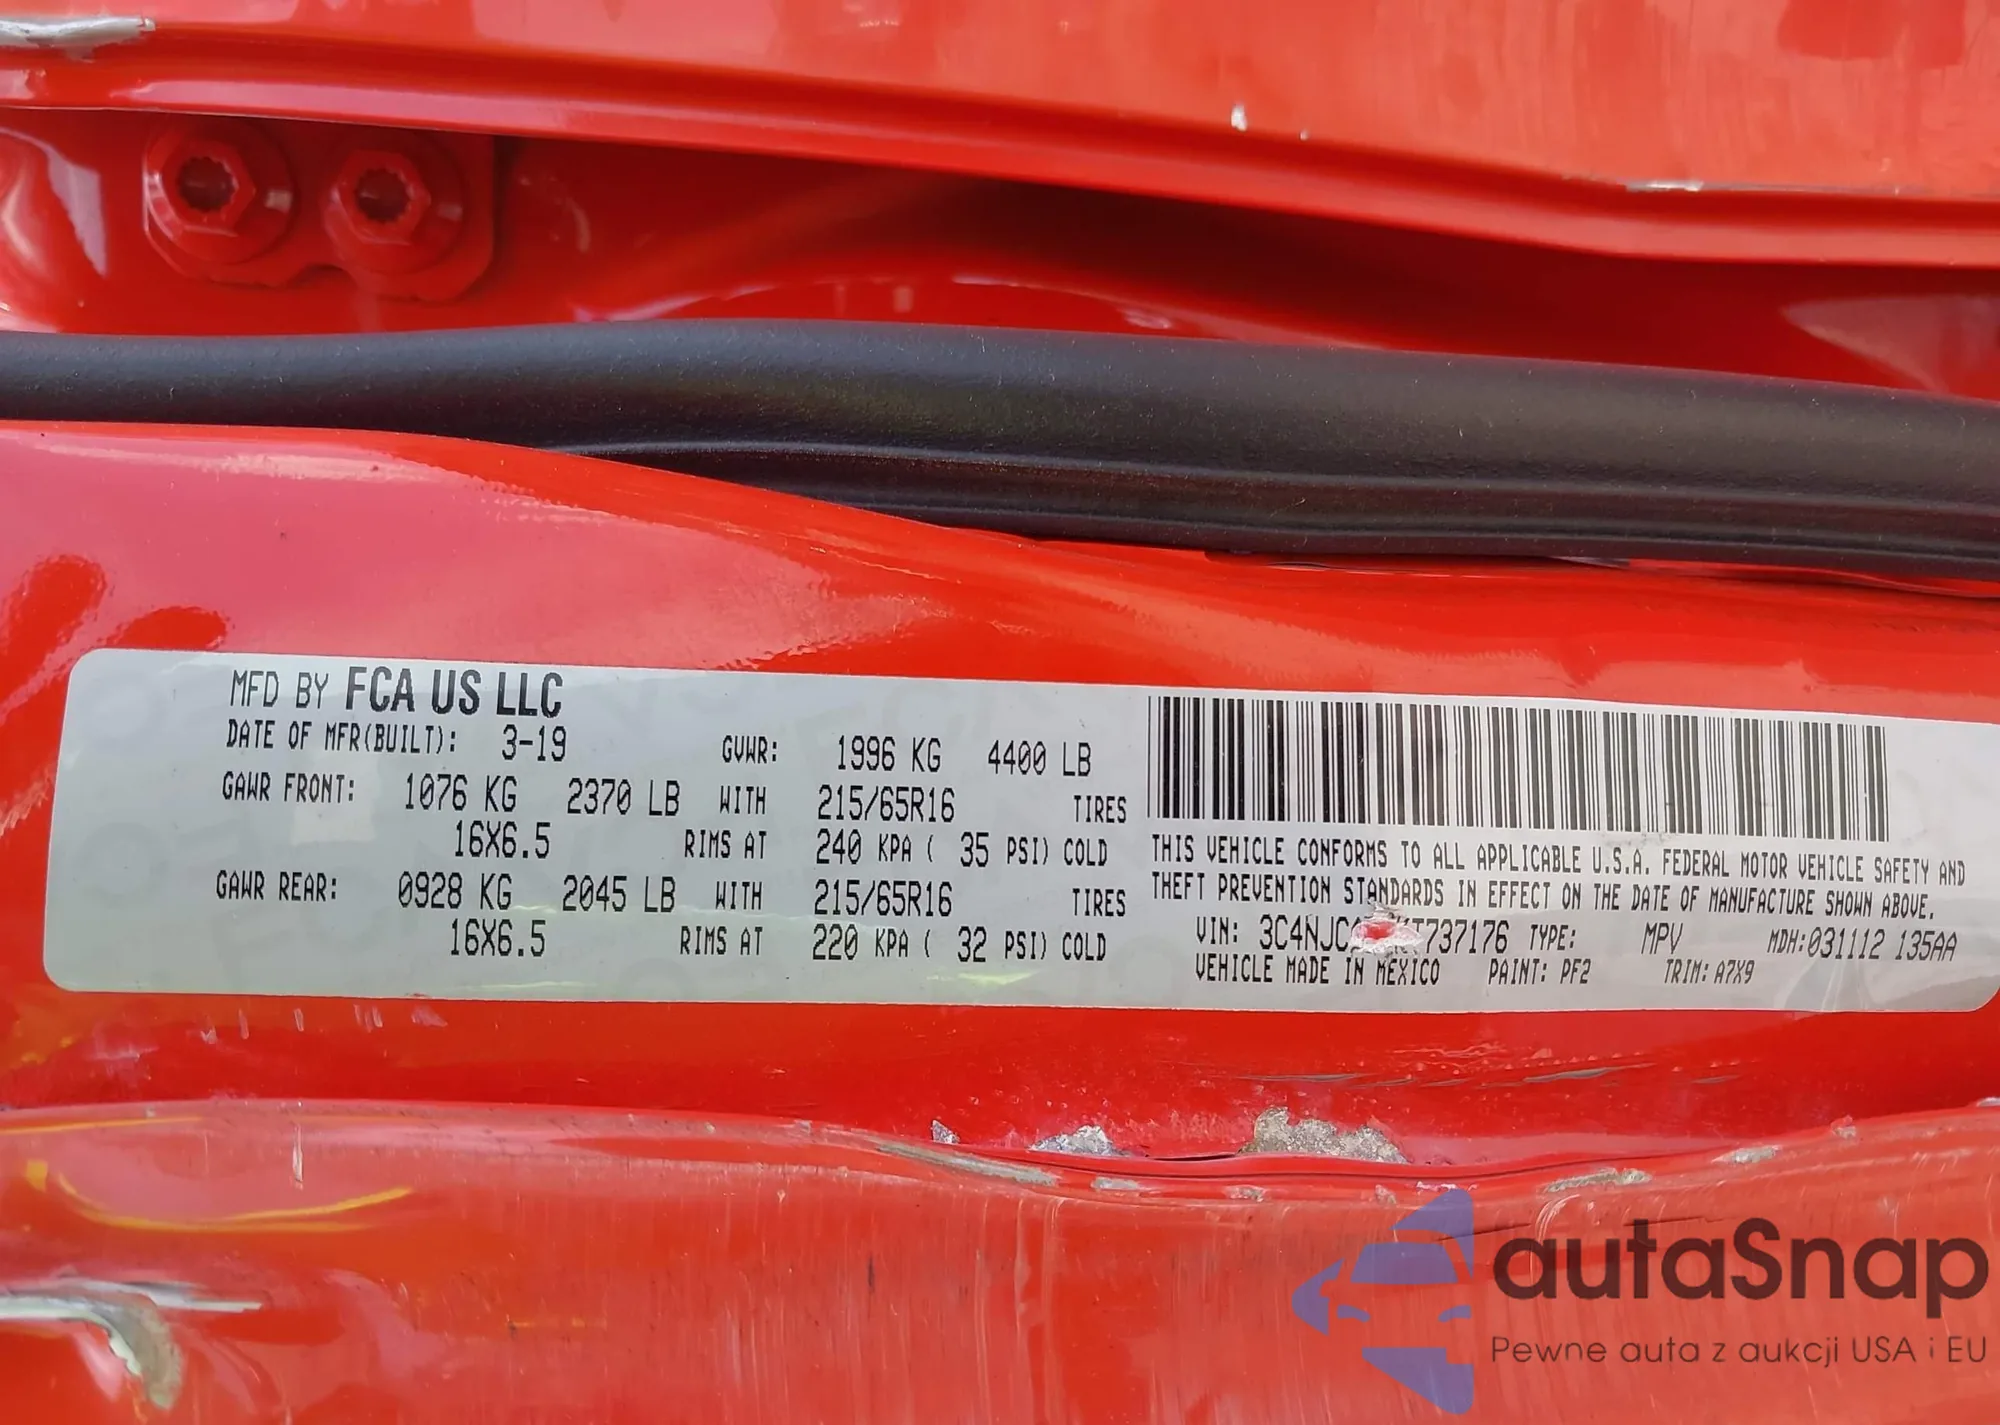 MFD BY FCA US LLC
DATE OF MFR(BUILT): 3-19 GVWR: 1996 KG 4400 LB
GAWR FRONT: 1076 KG 2370 LB WITH 215/65R16 TIRES
16X6.5 RIMS AT 240 KPA ( 35 PSI) COLD
GAWR REAR: 0928 KG 2045 LB WITH 215/65R16 TIRES
16X6.5 RIMS AT 220 KPA ( 32 PSI) COLD
THIS VEHICLE CONFORMS TO ALL APPLICABLE U.S.A. FEDERAL MOTOR VEHICLE SAFETY AND
THEFT PREVENTION STANDARDS IN EFFECT ON THE DATE OF MANUFACTURE SHOWN ABOVE.
VIN: TYPE: MPV MDH:031112 135AA
VEHICLE MADE IN MEXICO PAINT: PF2 TRIM: A7X9
autaSnap
Pewne auta z aukcji USA i EU